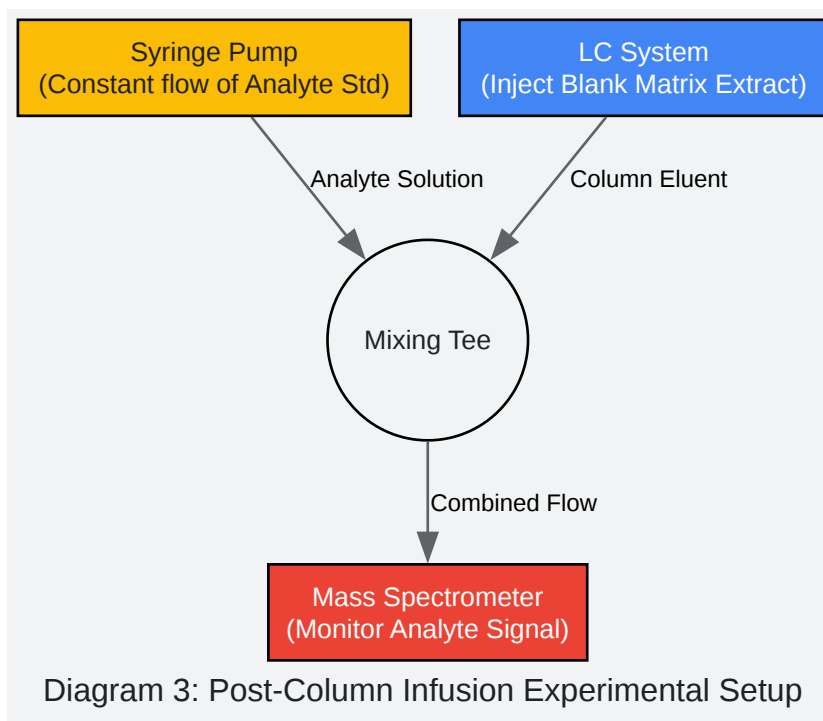 Syringe Pump
(Constant flow of Analyte Std)
LC System
(Inject Blank Matrix Extract)
Analyte Solution
Column Eluent
Mixing Tee
Combined Flow
Mass Spectrometer
(Monitor Analyte Signal)
Diagram 3: Post-Column Infusion Experimental Setup